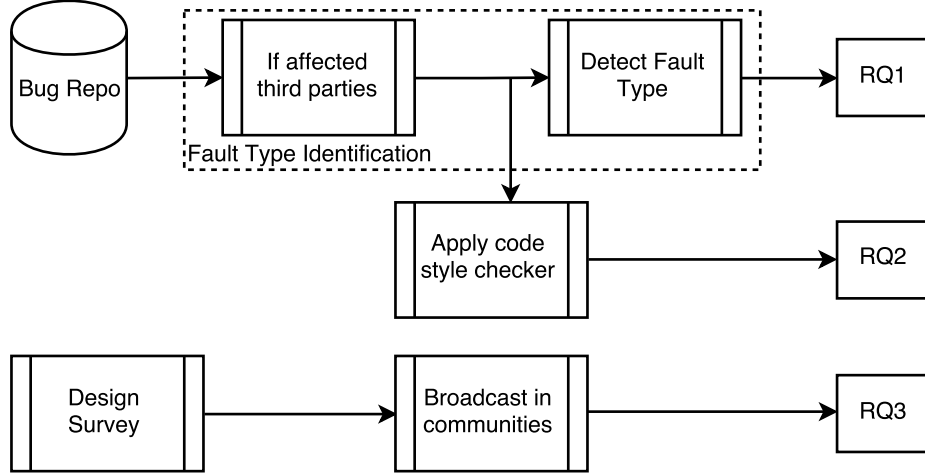 Bug Repo
If affected
third parties
Detect Fault
Type
RQ1
Fault Type Identification
Apply code
style checker
RQ2
Design
Survey
Broadcast in
communities
RQ3